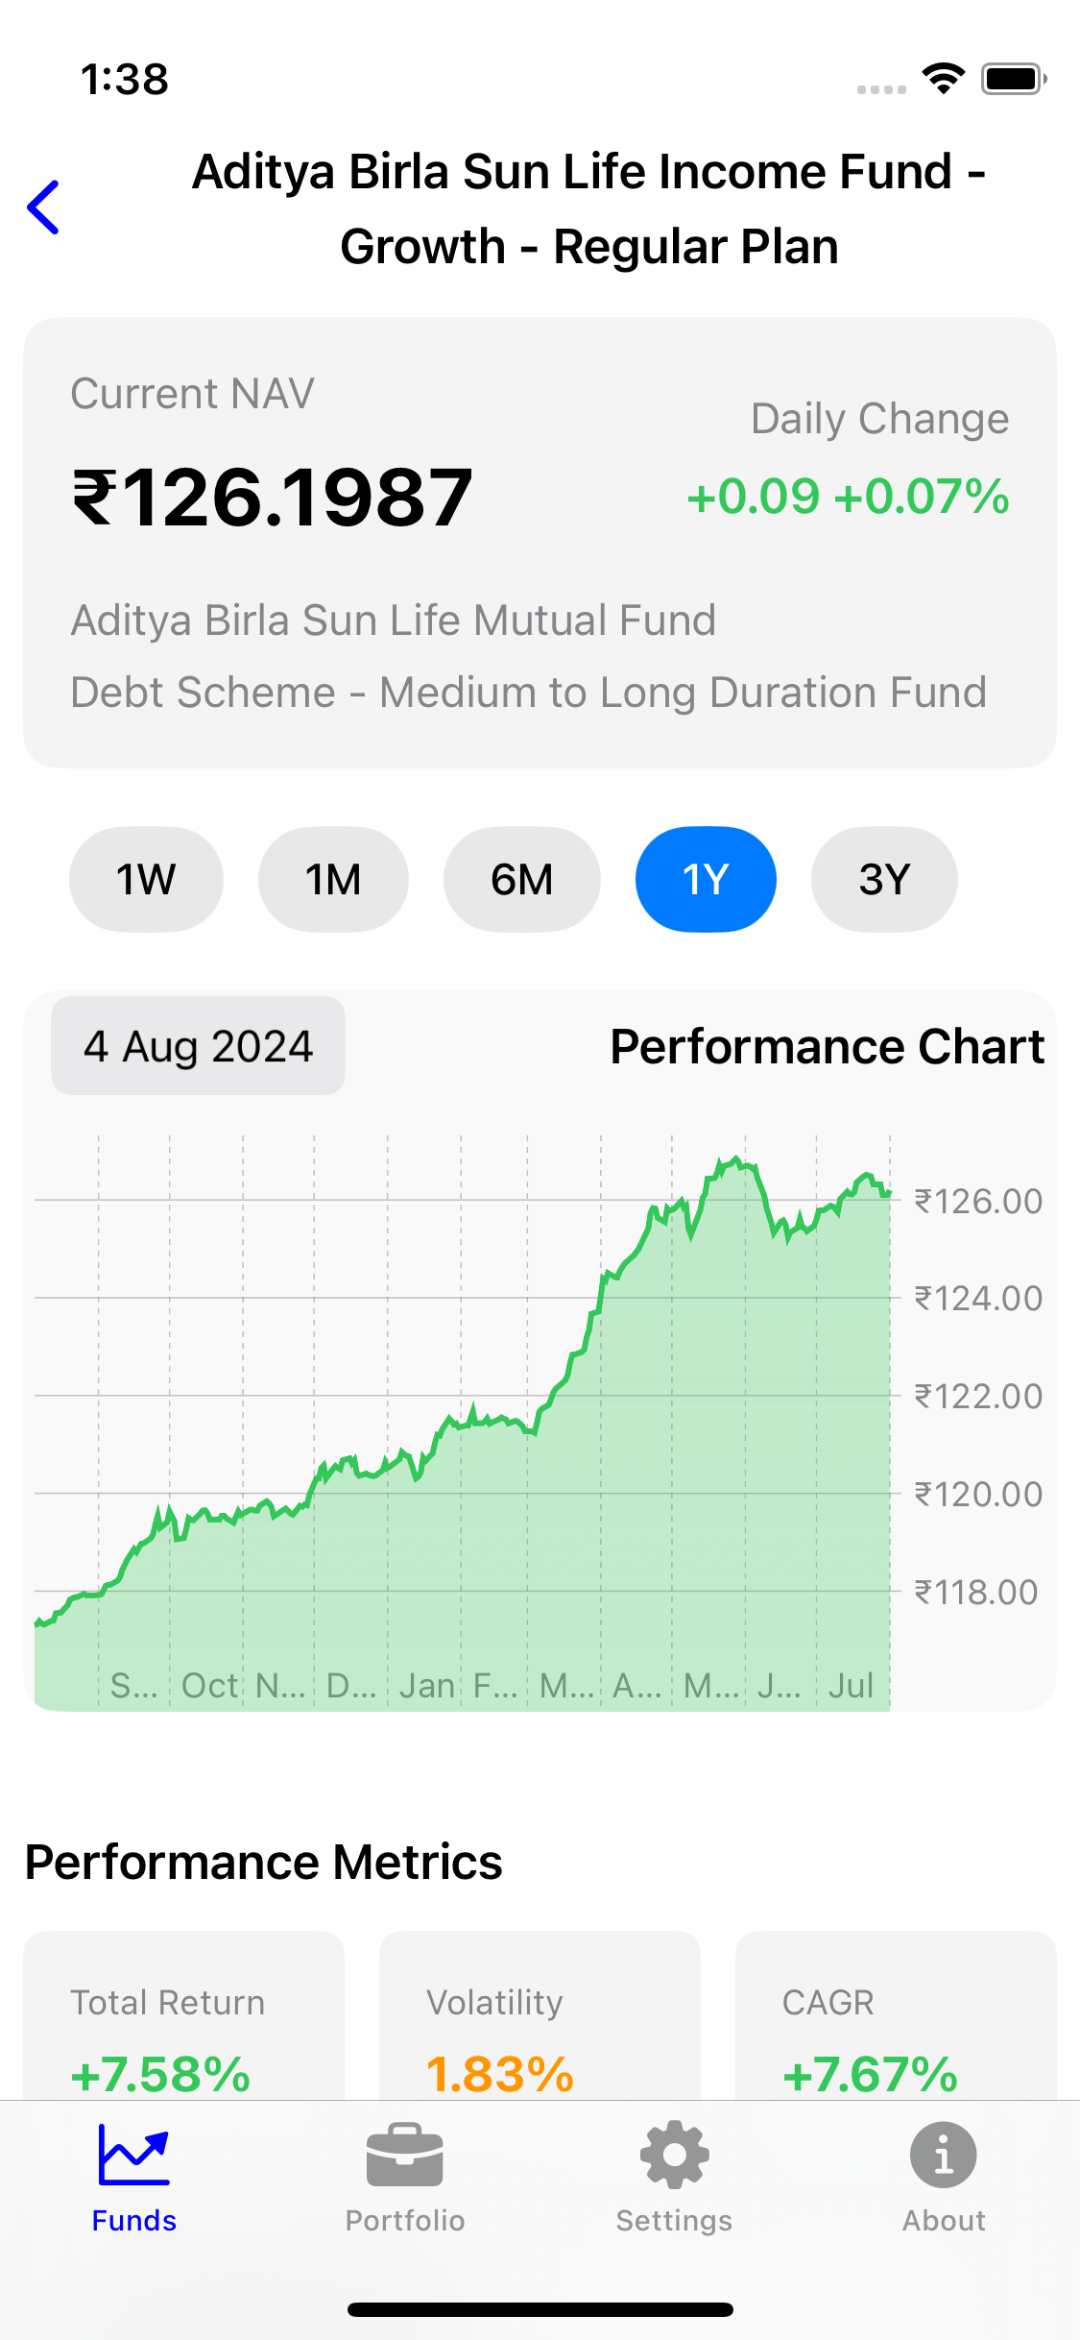 1:38
Aditya Birla Sun Life Income Fund -
Growth - Regular Plan
Current NAV
Daily Change
₹126.1987
+0.09 +0.07%
Aditya Birla Sun Life Mutual Fund
Debt Scheme - Medium to Long Duration Fund
1W 1M 6M 1Y 3Y
4 Aug 2024
Performance Chart
₹126.00
₹124.00
₹122.00
₹120.00
₹118.00
S... Oct N... D... Jan F... M... A... M... J... Jul
Performance Metrics
Total Return Volatility CAGR
+7.58% 1.83% +7.67%
Funds Portfolio Settings About